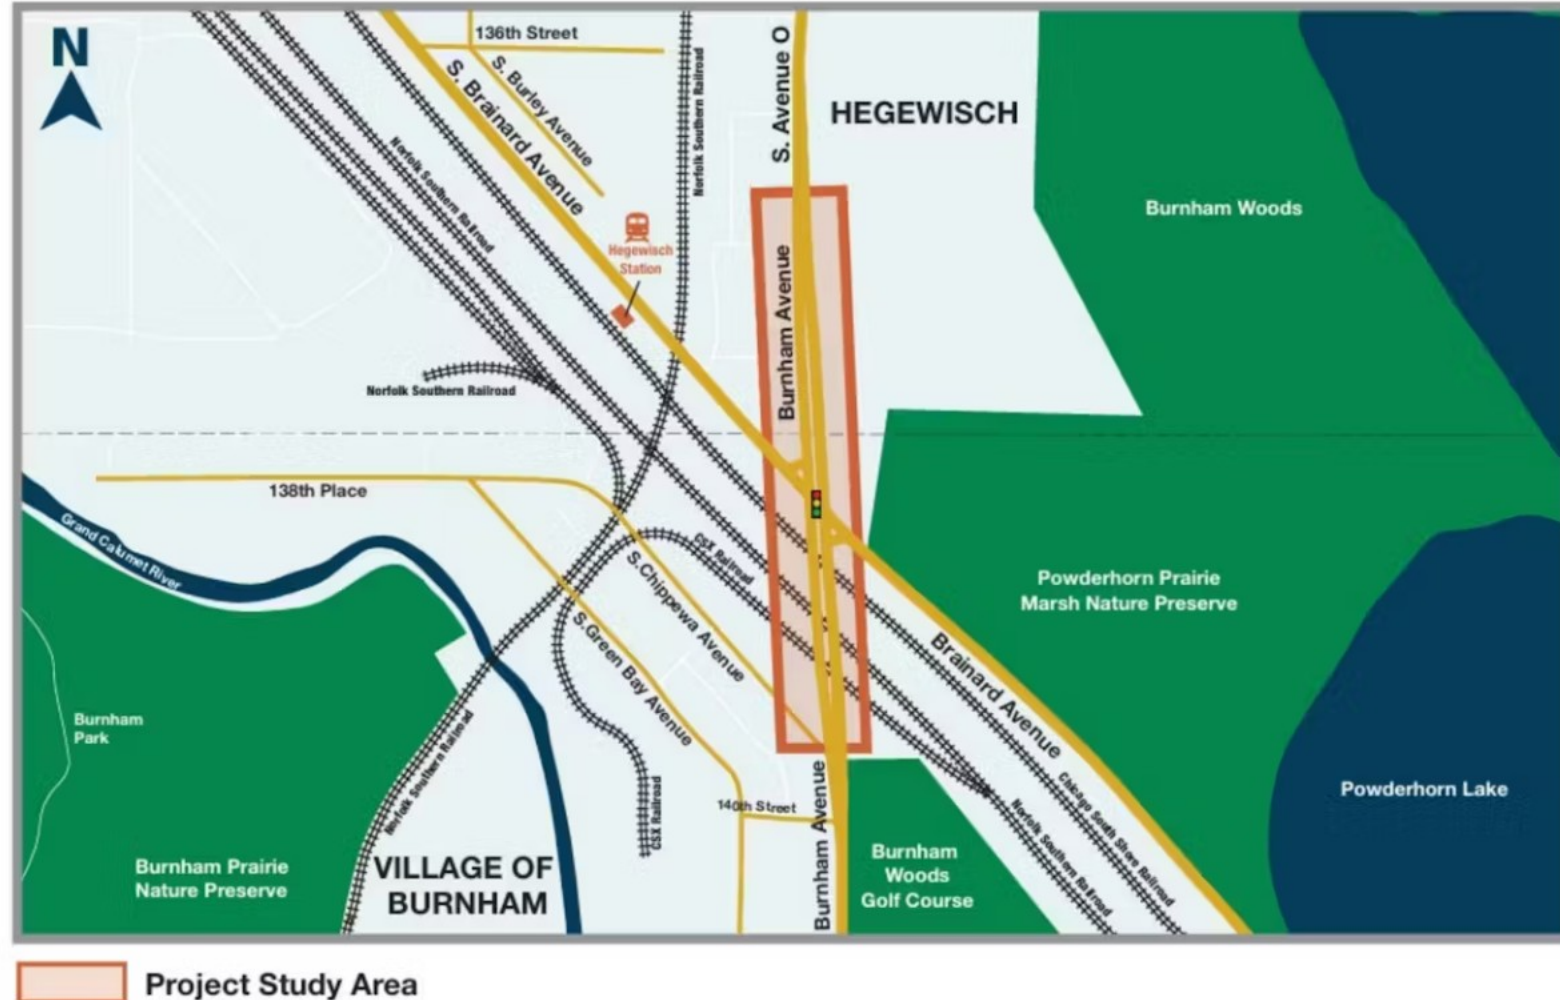 N
136th Street
S. Burley Avenue
S. Brainard Avenue
Norfolk Southern Railroad
Norfolk Southern Railroad
S. Avenue O
HEGEWISCH
Burnham Woods
Hegewisch
Station
Burnham Avenue
Norfolk Southern Railroad
138th Place
Grand Calumet River
CSX Railroad
S.Chippewa Avenue
S.Green Bay Avenue
Powderhorn Prairie
Marsh Nature Preserve
Brainard Avenue
Burnham
Park
Norfolk Southern Railroad
CSX Railroad
140th Street
Burnham Avenue
Chicago South Shore Railroad
Norfolk Southern Railroad
Powderhorn Lake
Burnham Prairie
Nature Preserve
VILLAGE OF
BURNHAM
Burnham
Woods
Golf Course
Project Study Area